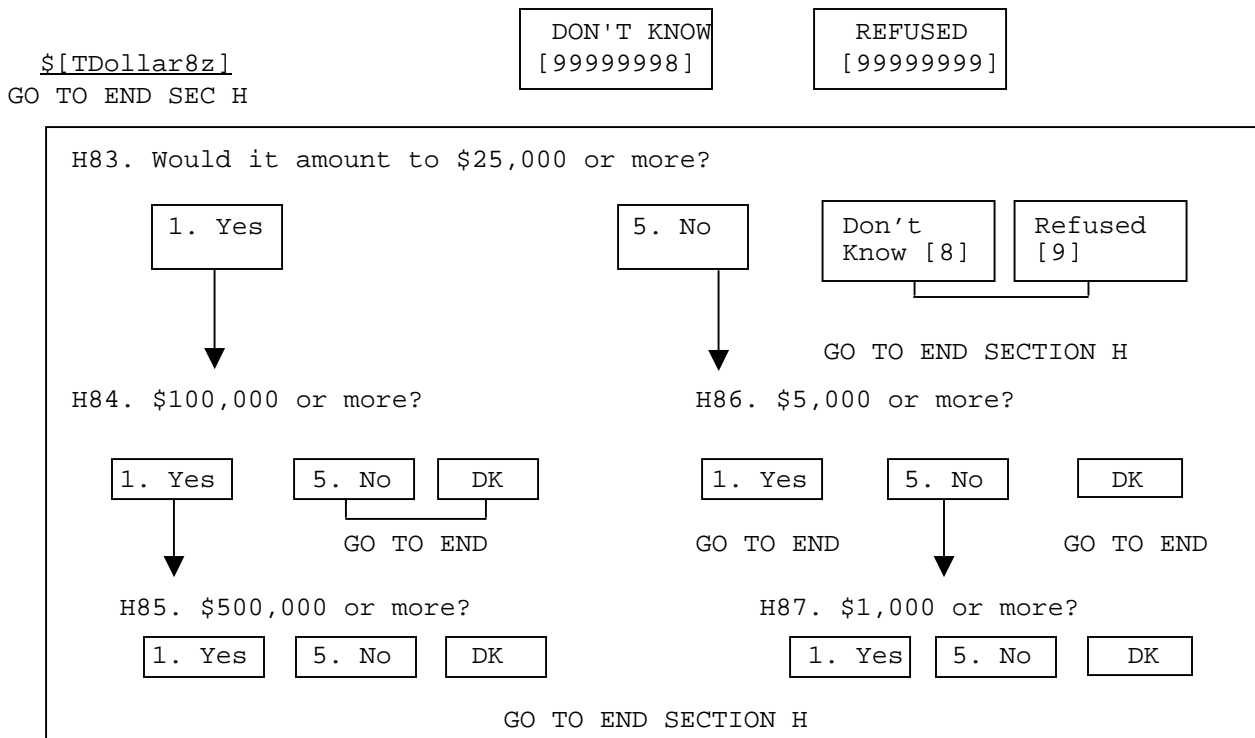 DON'T KNOW REFUSED
$[TDollar8z] [99999998] [99999999]
GO TO END SEC H
H83. Would it amount to $25,000 or more?
1. Yes 5. No Don't Refused
Know [8] [9]
GO TO END SECTION H
H84. $100,000 or more? H86. $5,000 or more?
1. Yes 5. No DK 1. Yes 5. No DK
GO TO END GO TO END GO TO END
H85. $500,000 or more? H87. $1,000 or more?
1. Yes 5. No DK 1. Yes 5. No DK
GO TO END SECTION H